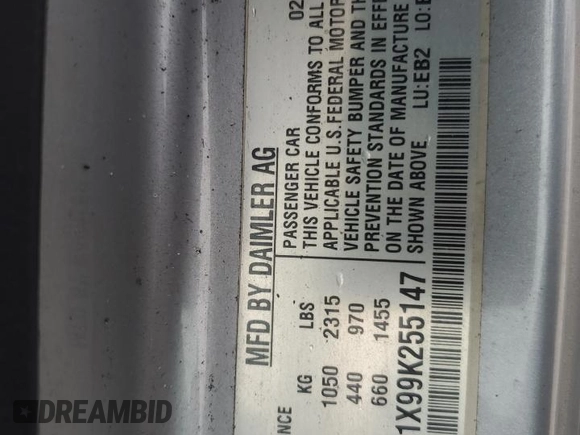 MFD BY DAIMLER AG
NCE KG LBS
1050 2315
440 970
660 1455
PASSENGER CAR 02
THIS VEHICLE CONFORMS TO ALL
APPLICABLE U.S. FEDERAL MOTOR
VEHICLE SAFETY BUMPER AND TH
PREVENTION STANDARDS IN EFF
ON THE DATE OF MANUFACTURE
SHOWN ABOVE LU:EB2 LO:E
1X99K255147
DREAMBID